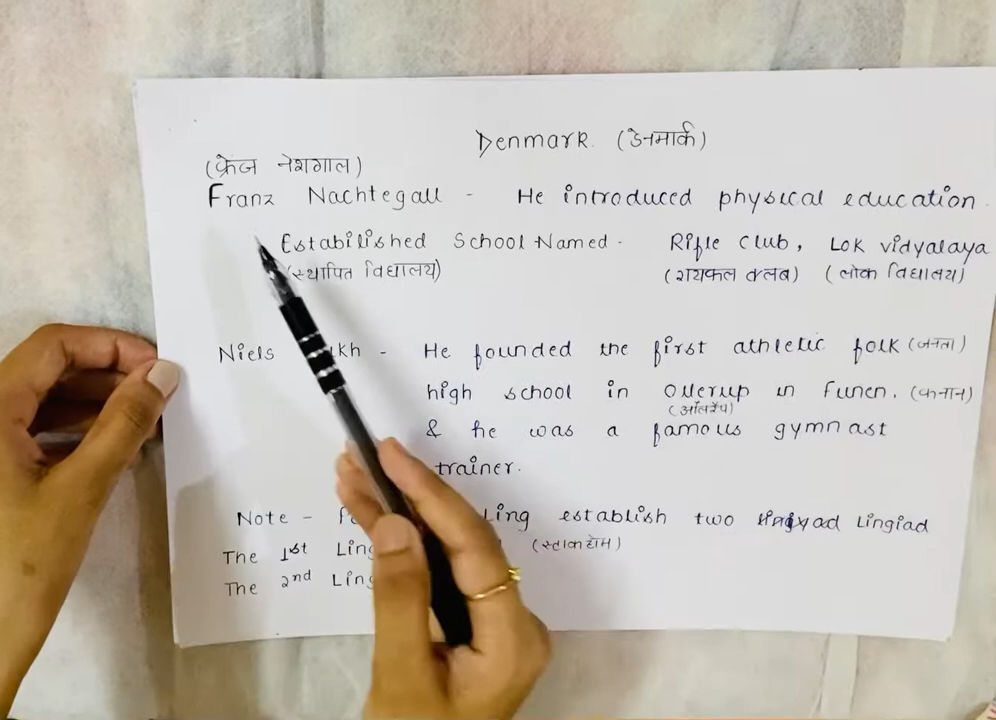 Denmark. (डेनमार्क)
(फ्रेन्ज नेशगाल)
Franz Nachtegall - He introduced physical education.
Estabilished School Named - Rifle Club, Lok vidyalaya
(स्थापित विद्यालय) (रायफल क्लब) (लोक विद्यालय)
Niels - He founded the first athletic folk (जनता)
high school in Ollerup in Funen. (फनान)
(ऑलरैप)
& he was a famous gymnast
trainer.
Note - Ling establish two Lingiad
The 1st Ling (स्टाकहोम)
The 2nd Ling